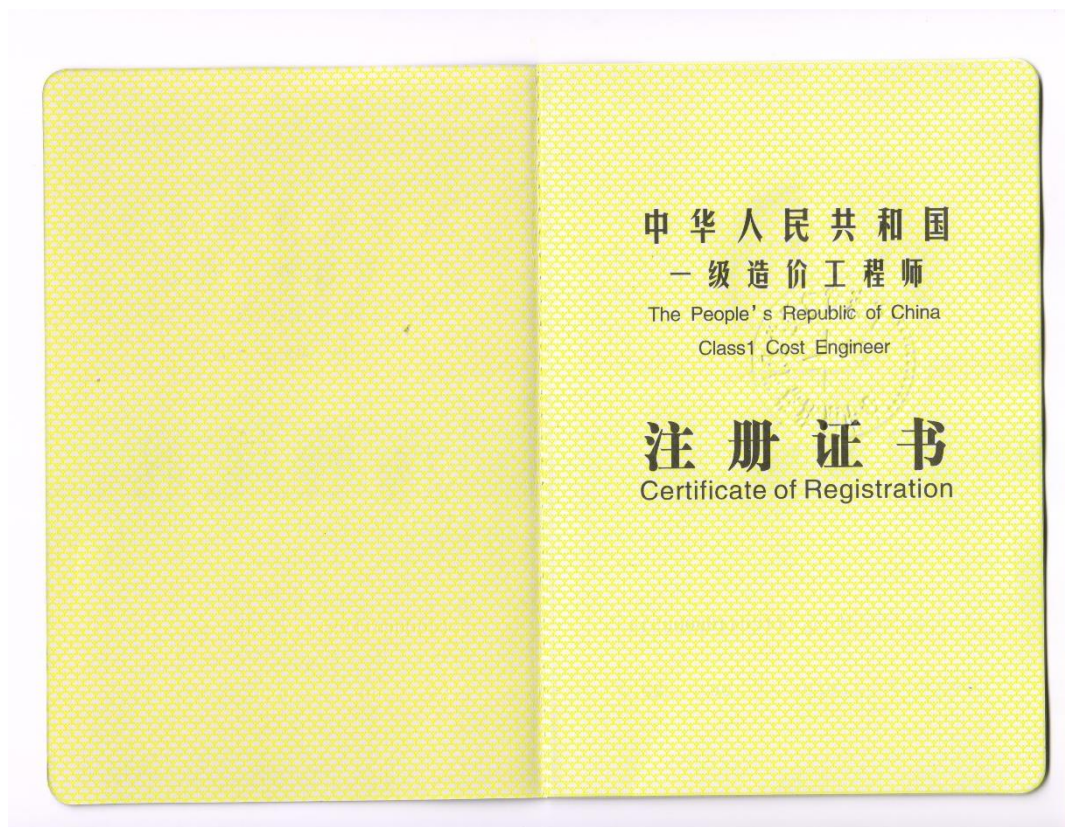 中华人民共和国
一级造价工程师
The People's Republic of China
Class1 Cost Engineer
注册证书
Certificate of Registration